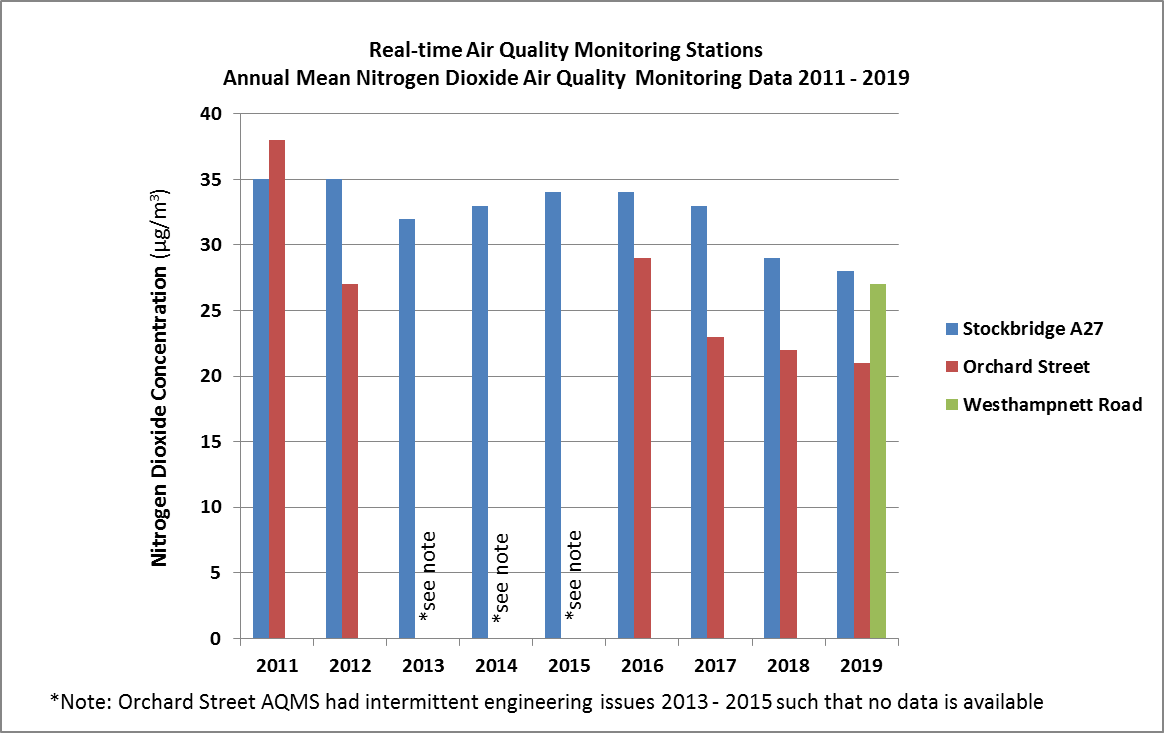 Real-time Air Quality Monitoring Stations
Annual Mean Nitrogen Dioxide Air Quality  Monitoring Data 2011 - 2019
Nitrogen Dioxide Concentration (µg/m³)
40
35
30
25
20
15
10
5
0
*see note
*see note
*see note
2011 2012 2013 2014 2015 2016 2017 2018 2019
Stockbridge A27
Orchard Street
Westhampnett Road
*Note: Orchard Street AQMS had intermittent engineering issues 2013 - 2015 such that no data is available